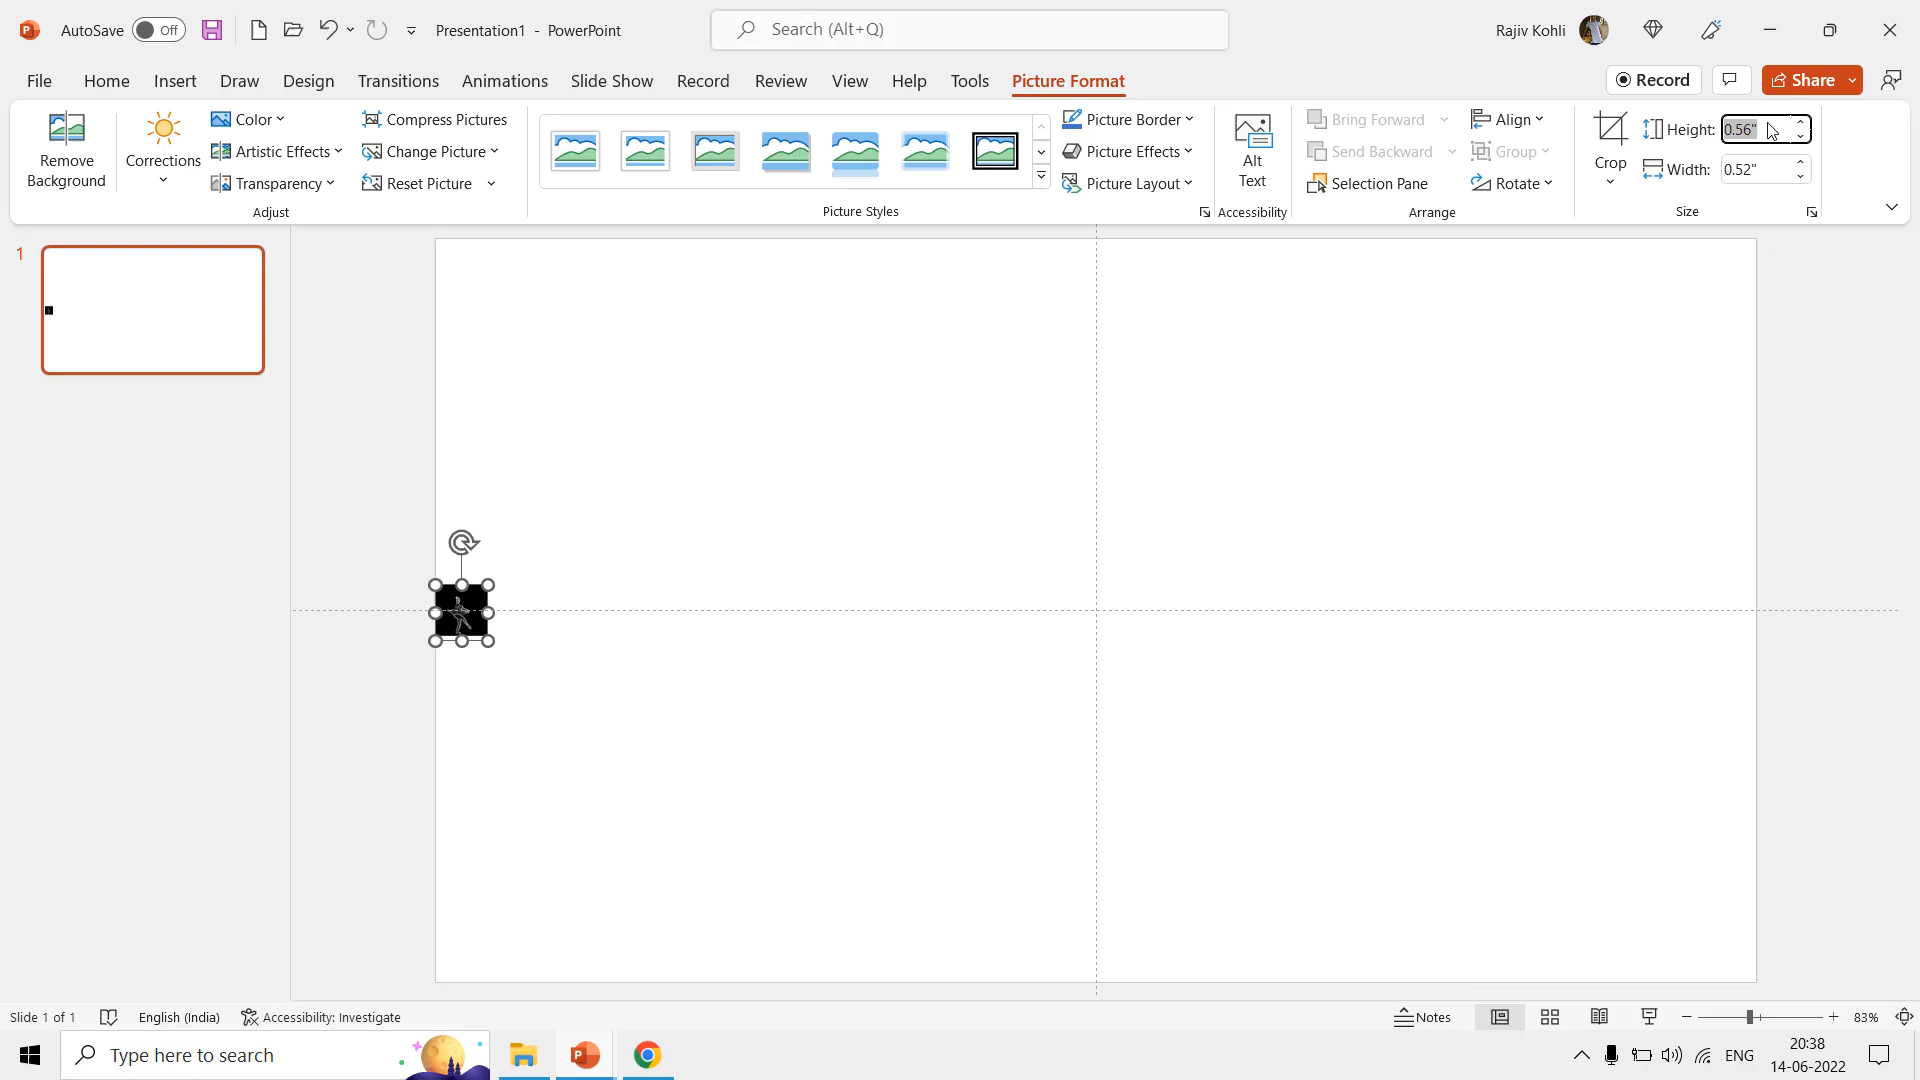 AutoSave Off Presentation1 - PowerPoint Search (Alt+Q) Rajiv Kohli
File Home Insert Draw Design Transitions Animations Slide Show Record Review View Help Tools Picture Format Record Share
Remove Background
Corrections
Color
Artistic Effects
Transparency
Compress Pictures
Change Picture
Reset Picture
Adjust
Picture Styles
Picture Border
Picture Effects
Picture Layout
Alt Text
Accessibility
Bring Forward
Send Backward
Selection Pane
Align
Group
Rotate
Arrange
Crop
Height: 0.56"
Width: 0.52"
Size
1
Slide 1 of 1 English (India) Accessibility: Investigate Notes 83%
Type here to search
ENG
20:38
14-06-2022